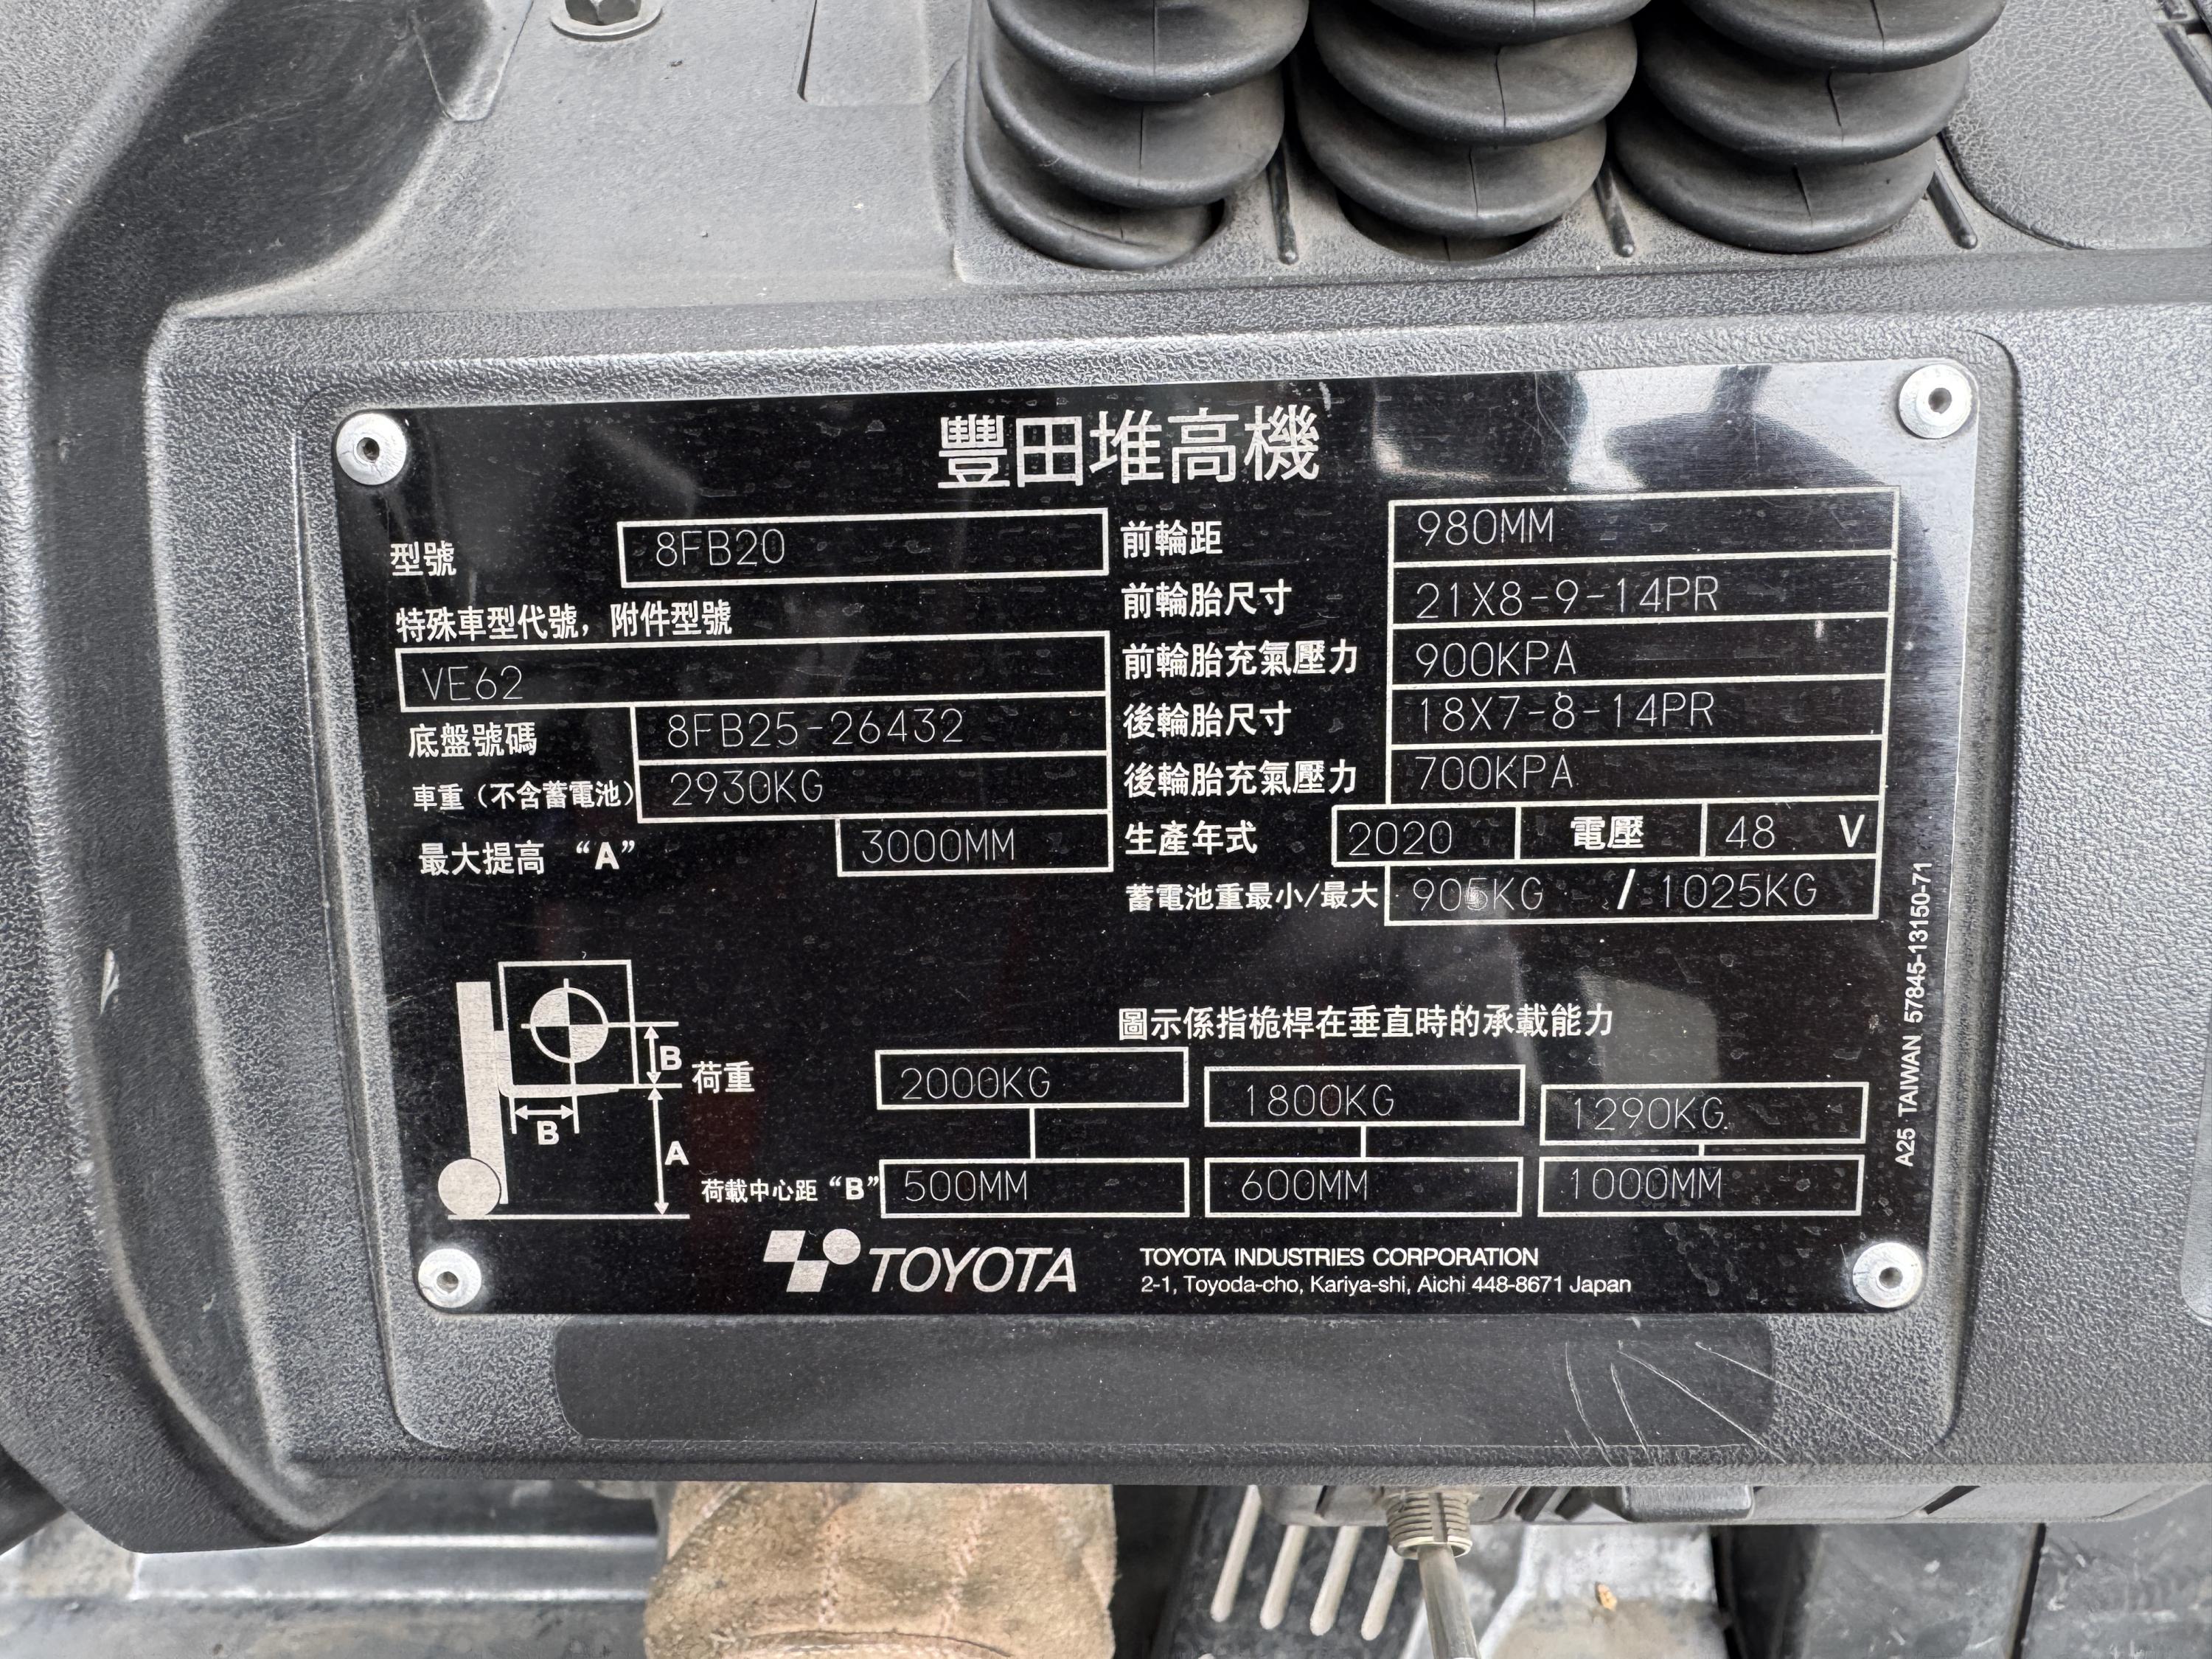 豐田堆高機
型號 8FB20
特殊車型代號，附件型號
VE62
底盤號碼 8FB25-26432
車重（不含蓄電池） 2930KG
最大提高 “A” 3000MM
前輪距 980MM
前輪胎尺寸 21X8-9-14PR
前輪胎充氣壓力 900KPA
後輪胎尺寸 18X7-8-14PR
後輪胎充氣壓力 700KPA
生產年式 2020 電壓 48 V
蓄電池重最小/最大 905KG / 1025KG
圖示係指桅桿在垂直時的承載能力
B
B
A
荷重 2000KG 1800KG 1290KG
荷載中心距 “B” 500MM 600MM 1000MM
TOYOTA
TOYOTA INDUSTRIES CORPORATION
2-1, Toyoda-cho, Kariya-shi, Aichi 448-8671 Japan
A25 TAIWAN 57845-13150-71